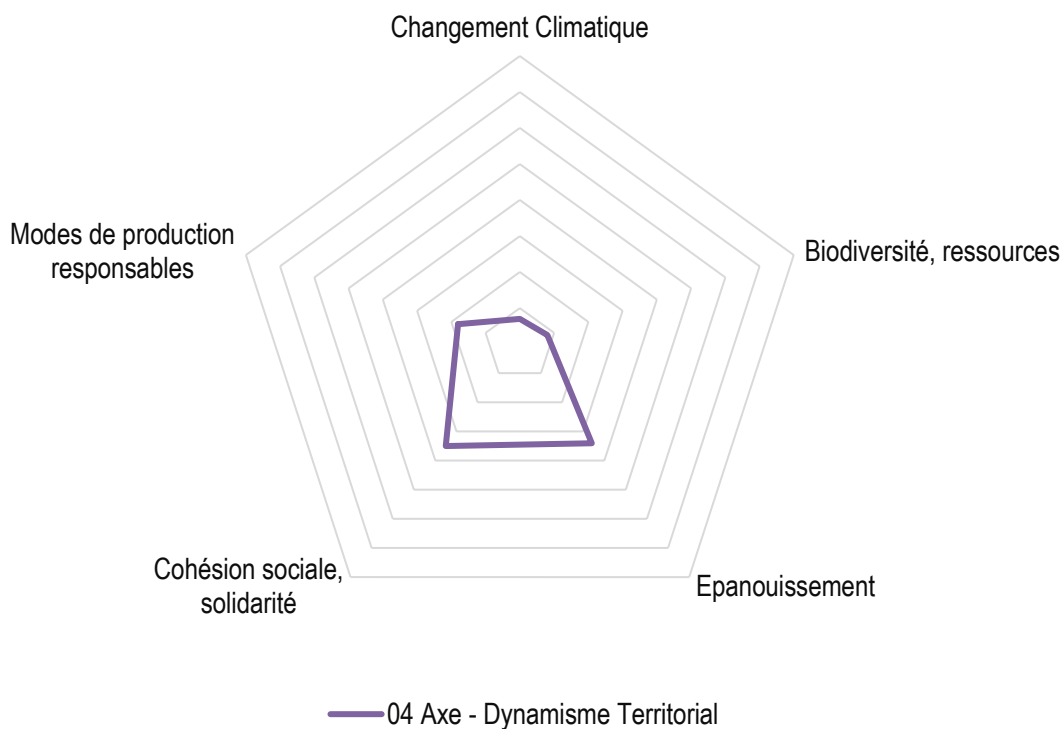 Changement Climatique
Modes de production
responsables
Biodiversité, ressources
Cohésion sociale,
solidarité
Epanouissement
04 Axe - Dynamisme Territorial